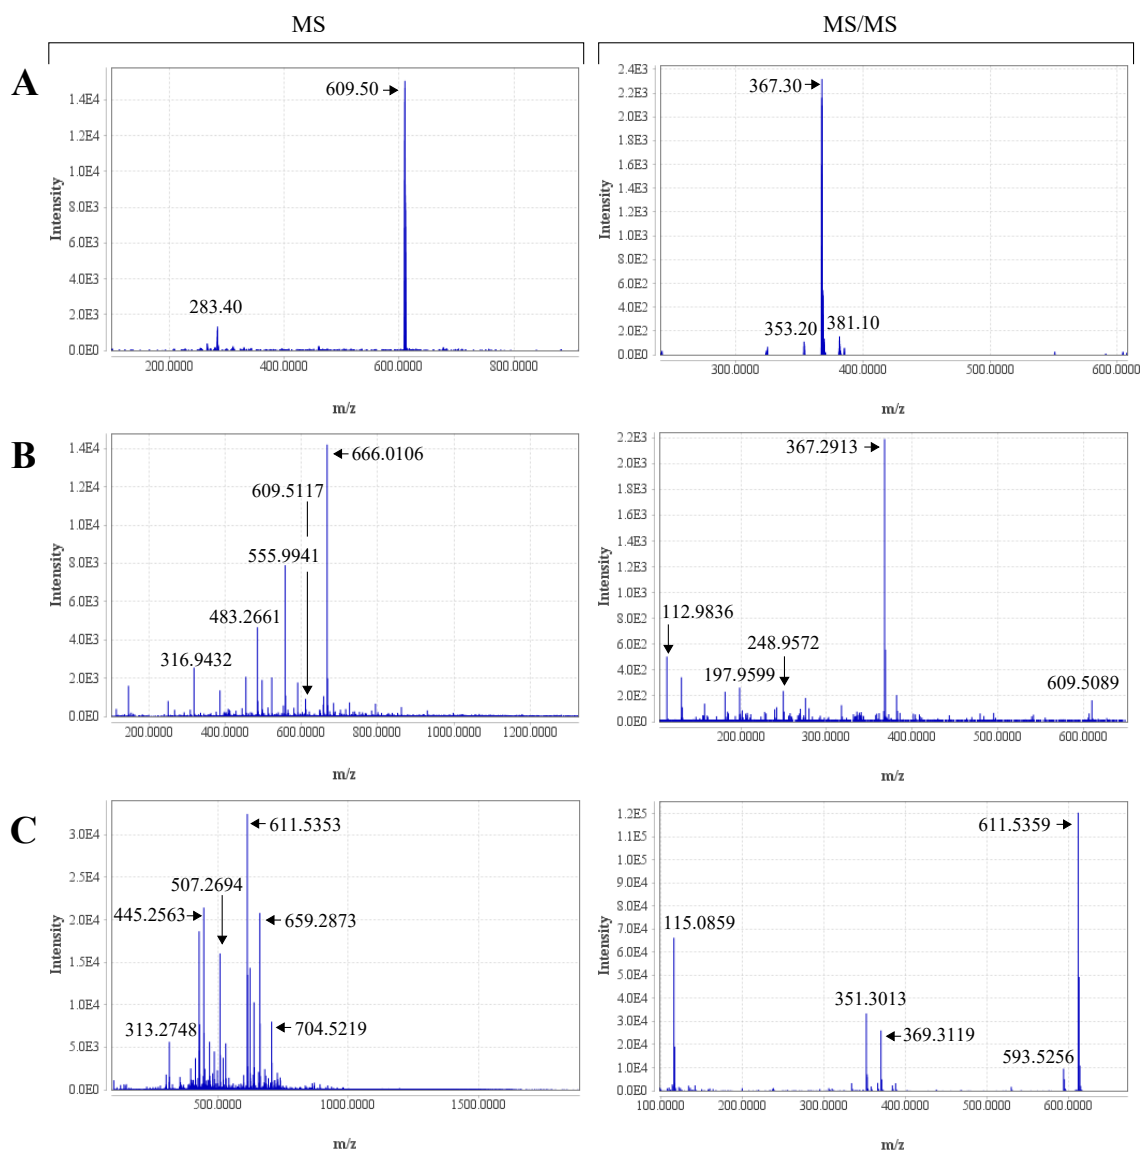 MS
MS/MS
A
609.50
1.4E4
1.2E4
1.0E4
8.0E3
6.0E3
4.0E3
2.0E3
0.0E0
Intensity
283.40
200.0000
400.0000
600.0000
800.0000
m/z
367.30
2.4E3
2.2E3
2.0E3
1.8E3
1.6E3
1.4E3
1.2E3
1.0E3
8.0E2
6.0E2
4.0E2
2.0E2
0.0E0
Intensity
353.20
381.10
300.0000
400.0000
500.0000
600.0000
m/z
B
666.0106
609.5117
555.9941
483.2661
316.9432
1.4E4
1.2E4
1.0E4
8.0E3
6.0E3
4.0E3
2.0E3
0.0E0
Intensity
200.0000
400.0000
600.0000
800.0000
1000.0000
1200.0000
m/z
367.2913
112.9836
248.9572
197.9599
609.5089
2.2E3
2.0E3
1.8E3
1.6E3
1.4E3
1.2E3
1.0E3
8.0E2
6.0E2
4.0E2
2.0E2
0.0E0
Intensity
200.0000
300.0000
400.0000
500.0000
600.0000
m/z
C
611.5353
507.2694
445.2563
659.2873
313.2748
704.5219
3.0E4
2.5E4
2.0E4
1.5E4
1.0E4
5.0E3
0.0E0
Intensity
500.0000
1000.0000
1500.0000
m/z
611.5359
115.0859
351.3013
369.3119
593.5256
1.2E5
1.1E5
1.0E5
9.0E4
8.0E4
7.0E4
6.0E4
5.0E4
4.0E4
3.0E4
2.0E4
1.0E4
0.0E0
Intensity
100.0000
200.0000
300.0000
400.0000
500.0000
600.0000
m/z